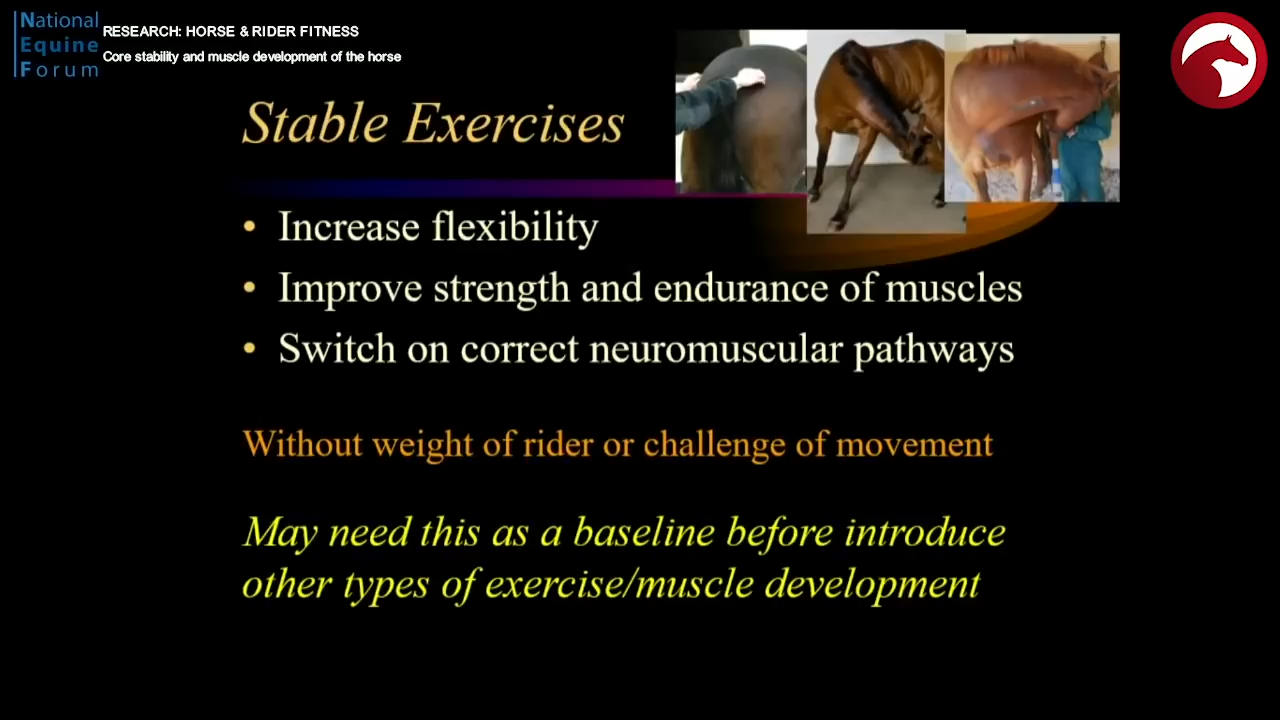 National
Equine
Forum
RESEARCH: HORSE & RIDER FITNESS
Core stability and muscle development of the horse
Stable Exercises
• Increase flexibility
• Improve strength and endurance of muscles
• Switch on correct neuromuscular pathways
Without weight of rider or challenge of movement
May need this as a baseline before introduce
other types of exercise/muscle development